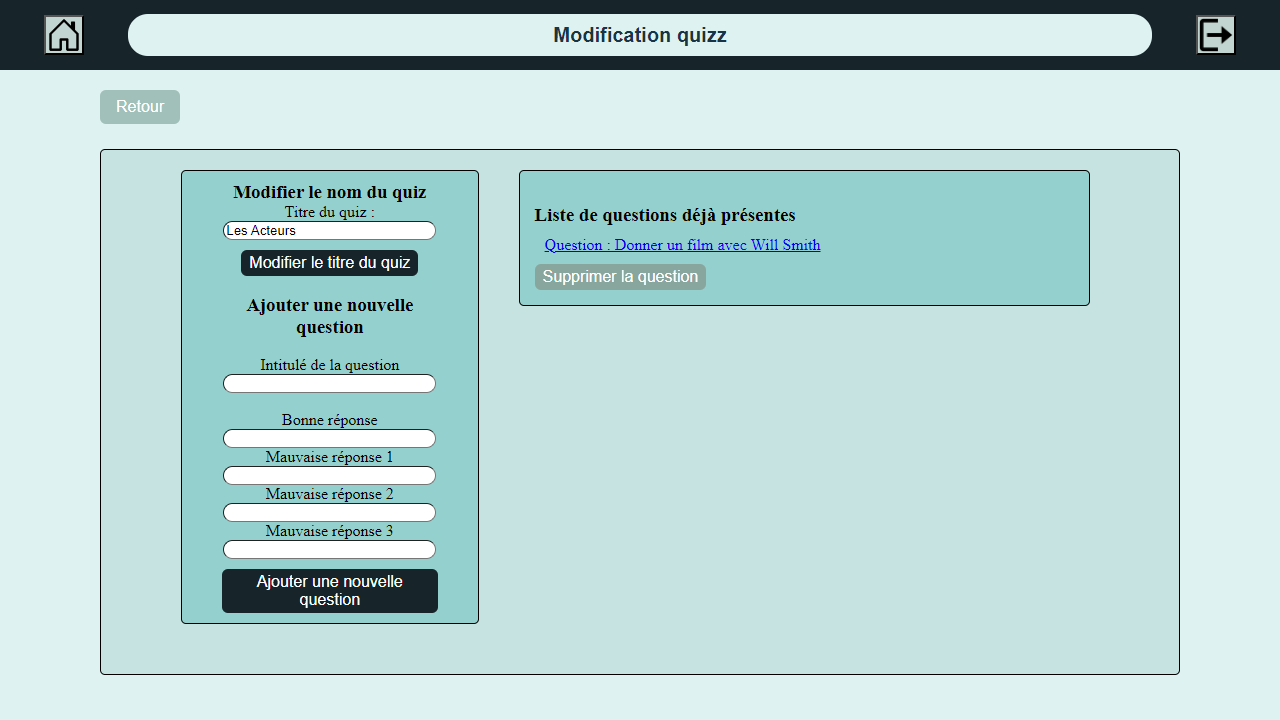 Modification quizz
Retour
Modifier le nom du quiz
Titre du quiz :
Les Acteurs
Modifier le titre du quiz
Ajouter une nouvelle
question
Intitulé de la question
Bonne réponse
Mauvaise réponse 1
Mauvaise réponse 2
Mauvaise réponse 3
Ajouter une nouvelle
question
Liste de questions déjà présentes
Question : Donner un film avec Will Smith
Supprimer la question